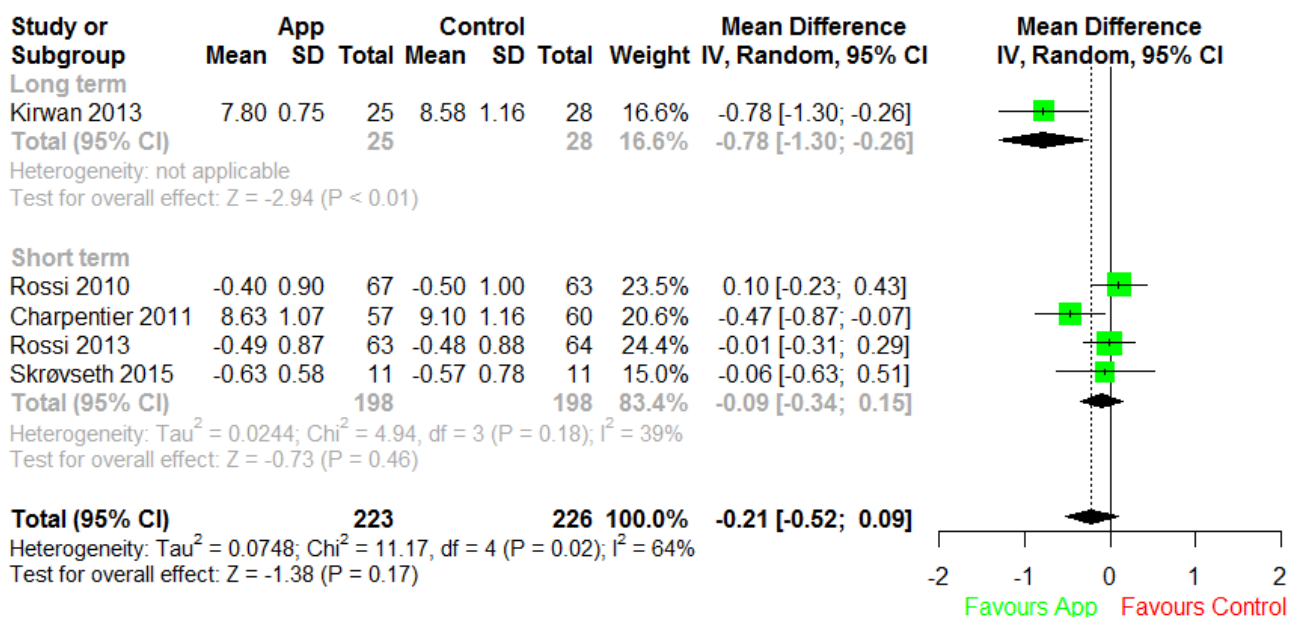 Study or App Control Mean Difference Mean Difference
Subgroup Mean SD Total Mean SD Total Weight IV, Random, 95% CI IV, Random, 95% CI
Long term
Kirwan 2013 7.80 0.75 25 8.58 1.16 28 16.6% -0.78 [-1.30; -0.26]
Total (95% CI) 25 28 16.6% -0.78 [-1.30; -0.26]
Heterogeneity: not applicable
Test for overall effect: Z = -2.94 (P < 0.01)
Short term
Rossi 2010 -0.40 0.90 67 -0.50 1.00 63 23.5% 0.10 [-0.23; 0.43]
Charpentier 2011 8.63 1.07 57 9.10 1.16 60 20.6% -0.47 [-0.87; -0.07]
Rossi 2013 -0.49 0.87 63 -0.48 0.88 64 24.4% -0.01 [-0.31; 0.29]
Skrøvseth 2015 -0.63 0.58 11 -0.57 0.78 11 15.0% -0.06 [-0.63; 0.51]
Total (95% CI) 198 198 83.4% -0.09 [-0.34; 0.15]
Heterogeneity: Tau² = 0.0244; Chi² = 4.94, df = 3 (P = 0.18); I² = 39%
Test for overall effect: Z = -0.73 (P = 0.46)
Total (95% CI) 223 226 100.0% -0.21 [-0.52; 0.09]
Heterogeneity: Tau² = 0.0748; Chi² = 11.17, df = 4 (P = 0.02); I² = 64%
Test for overall effect: Z = -1.38 (P = 0.17)
-2 -1 0 1 2
Favours App Favours Control